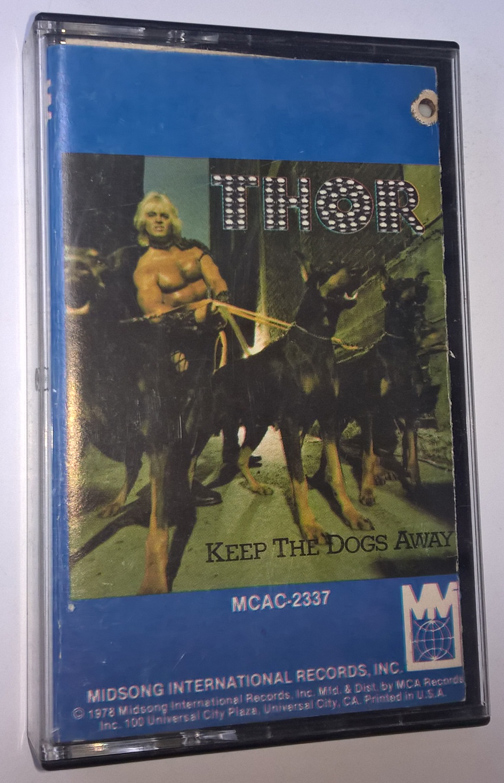 THOR
KEEP THE DOGS AWAY
MCAC-2337
MM
MIDSONG INTERNATIONAL RECORDS, INC.
© 1978 Midsong International Records, Inc. Mfd. & Dist. by MCA Records
Inc. 100 Universal City Plaza, Universal City, CA. Printed in U.S.A.